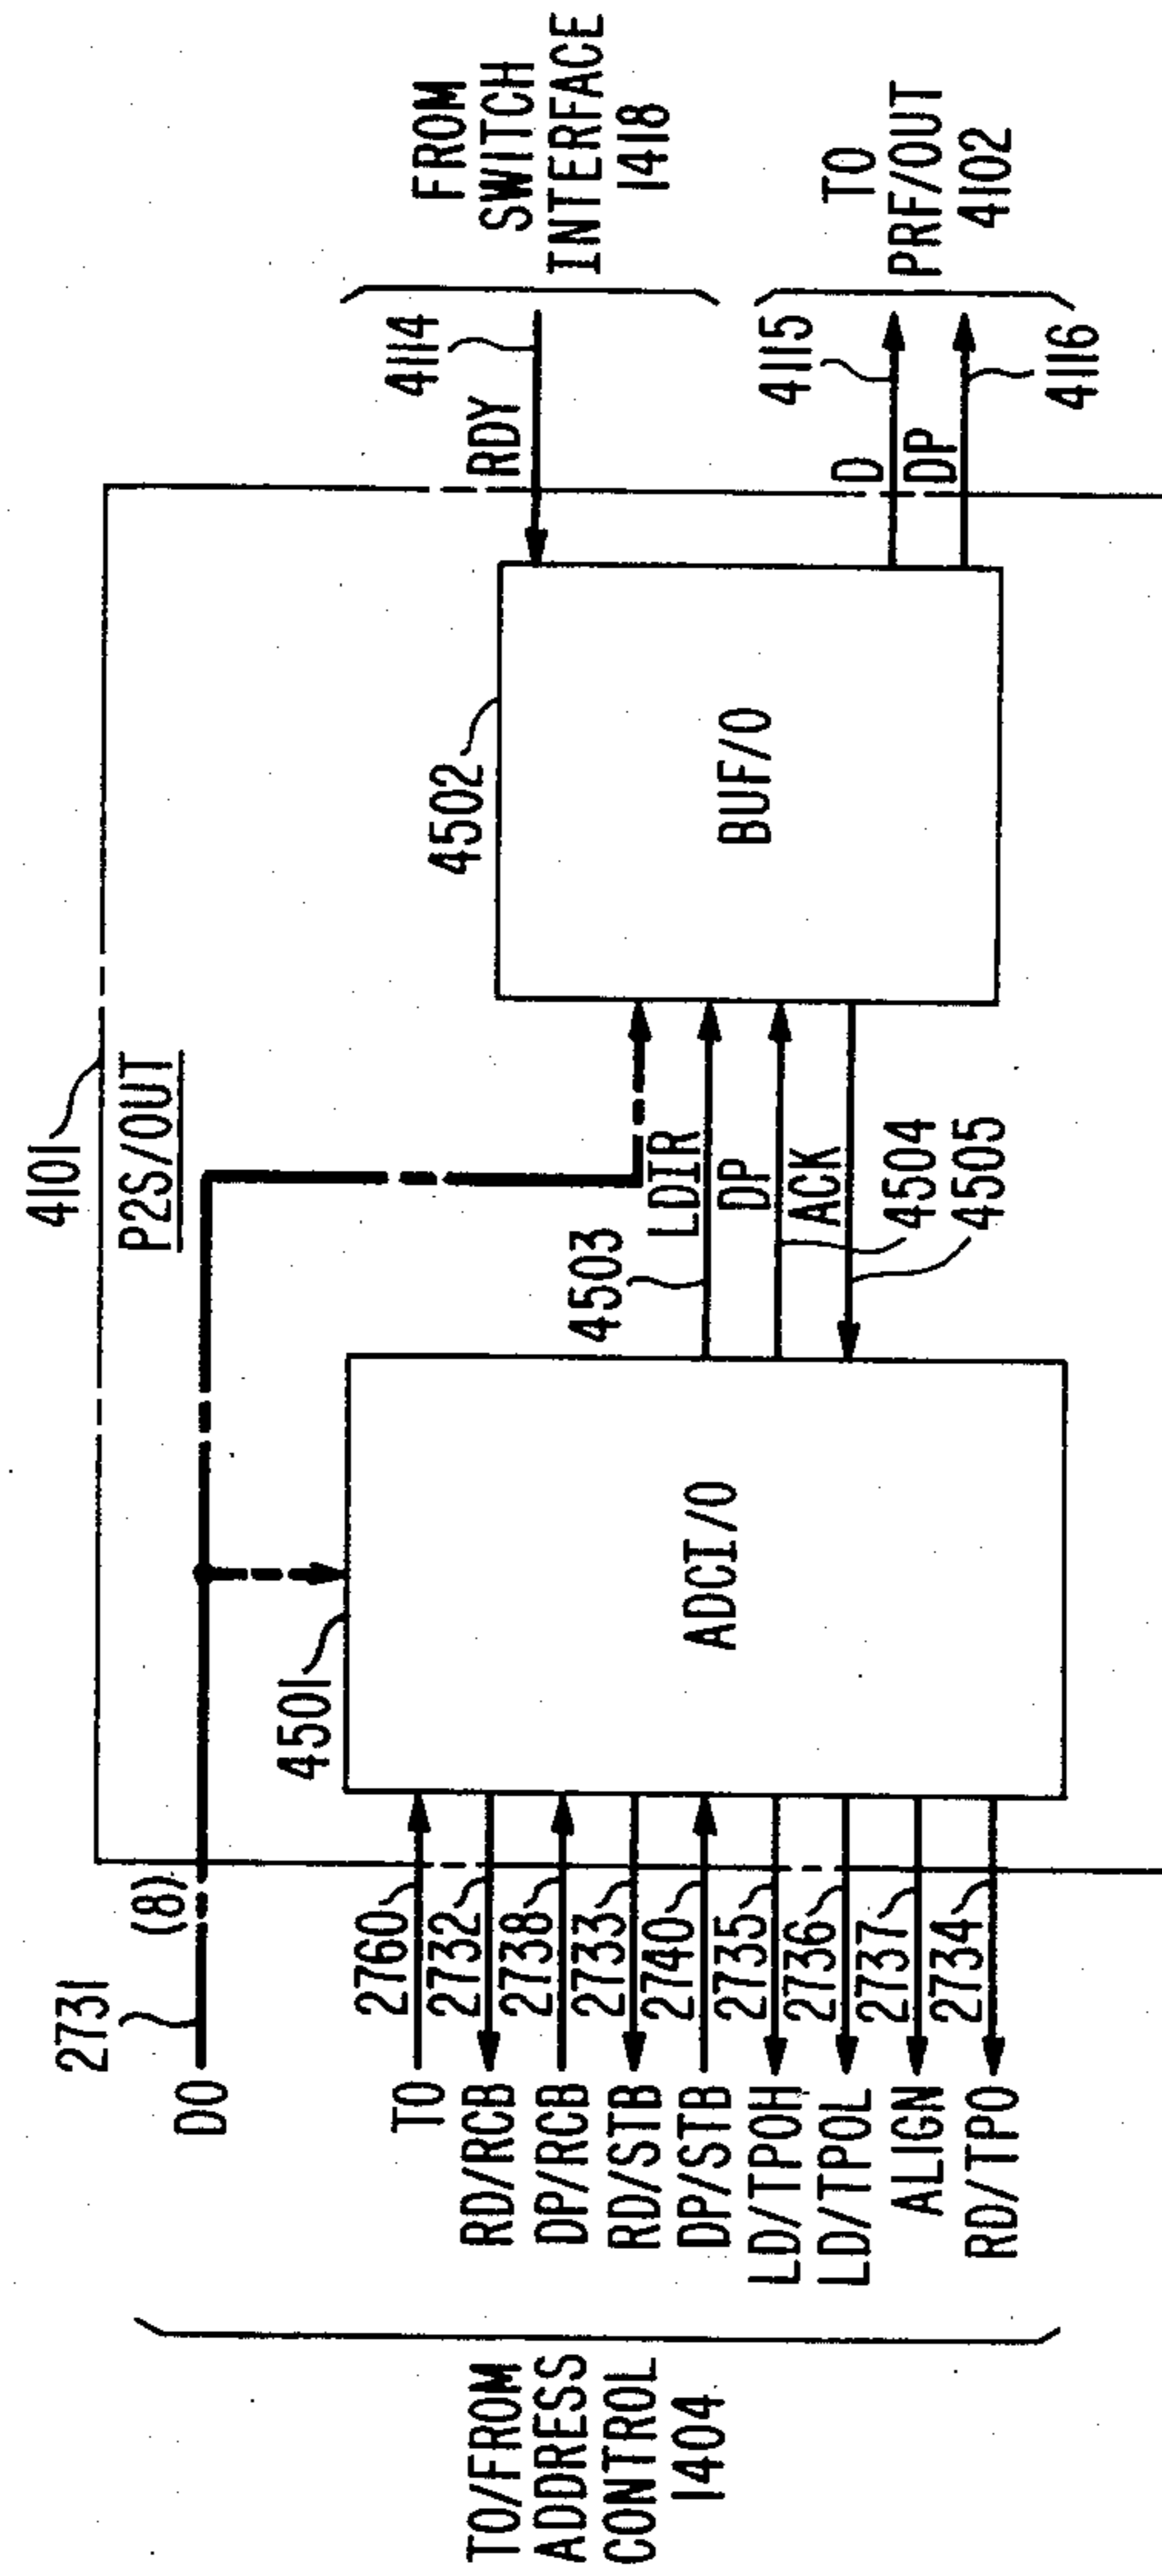 4101
P2S/OUT
2731
(8)
DO
4501
4502
TO/FROM
ADDRESS
CONTROL
1404
TO
2760
RD/RCB
2732
DP/RCB
2738
RD/STB
2733
DP/STB
2740
LD/TPOH
2735
LD/TPOL
2736
ALIGN
2737
RD/TPO
2734
ADCI/O
4503
LDIR
DP
ACK
4504
4505
BUF/O
RDY
4114
FROM
SWITCH
INTERFACE
1418
D
4115
DP
4116
TO
PRF/OUT
4102